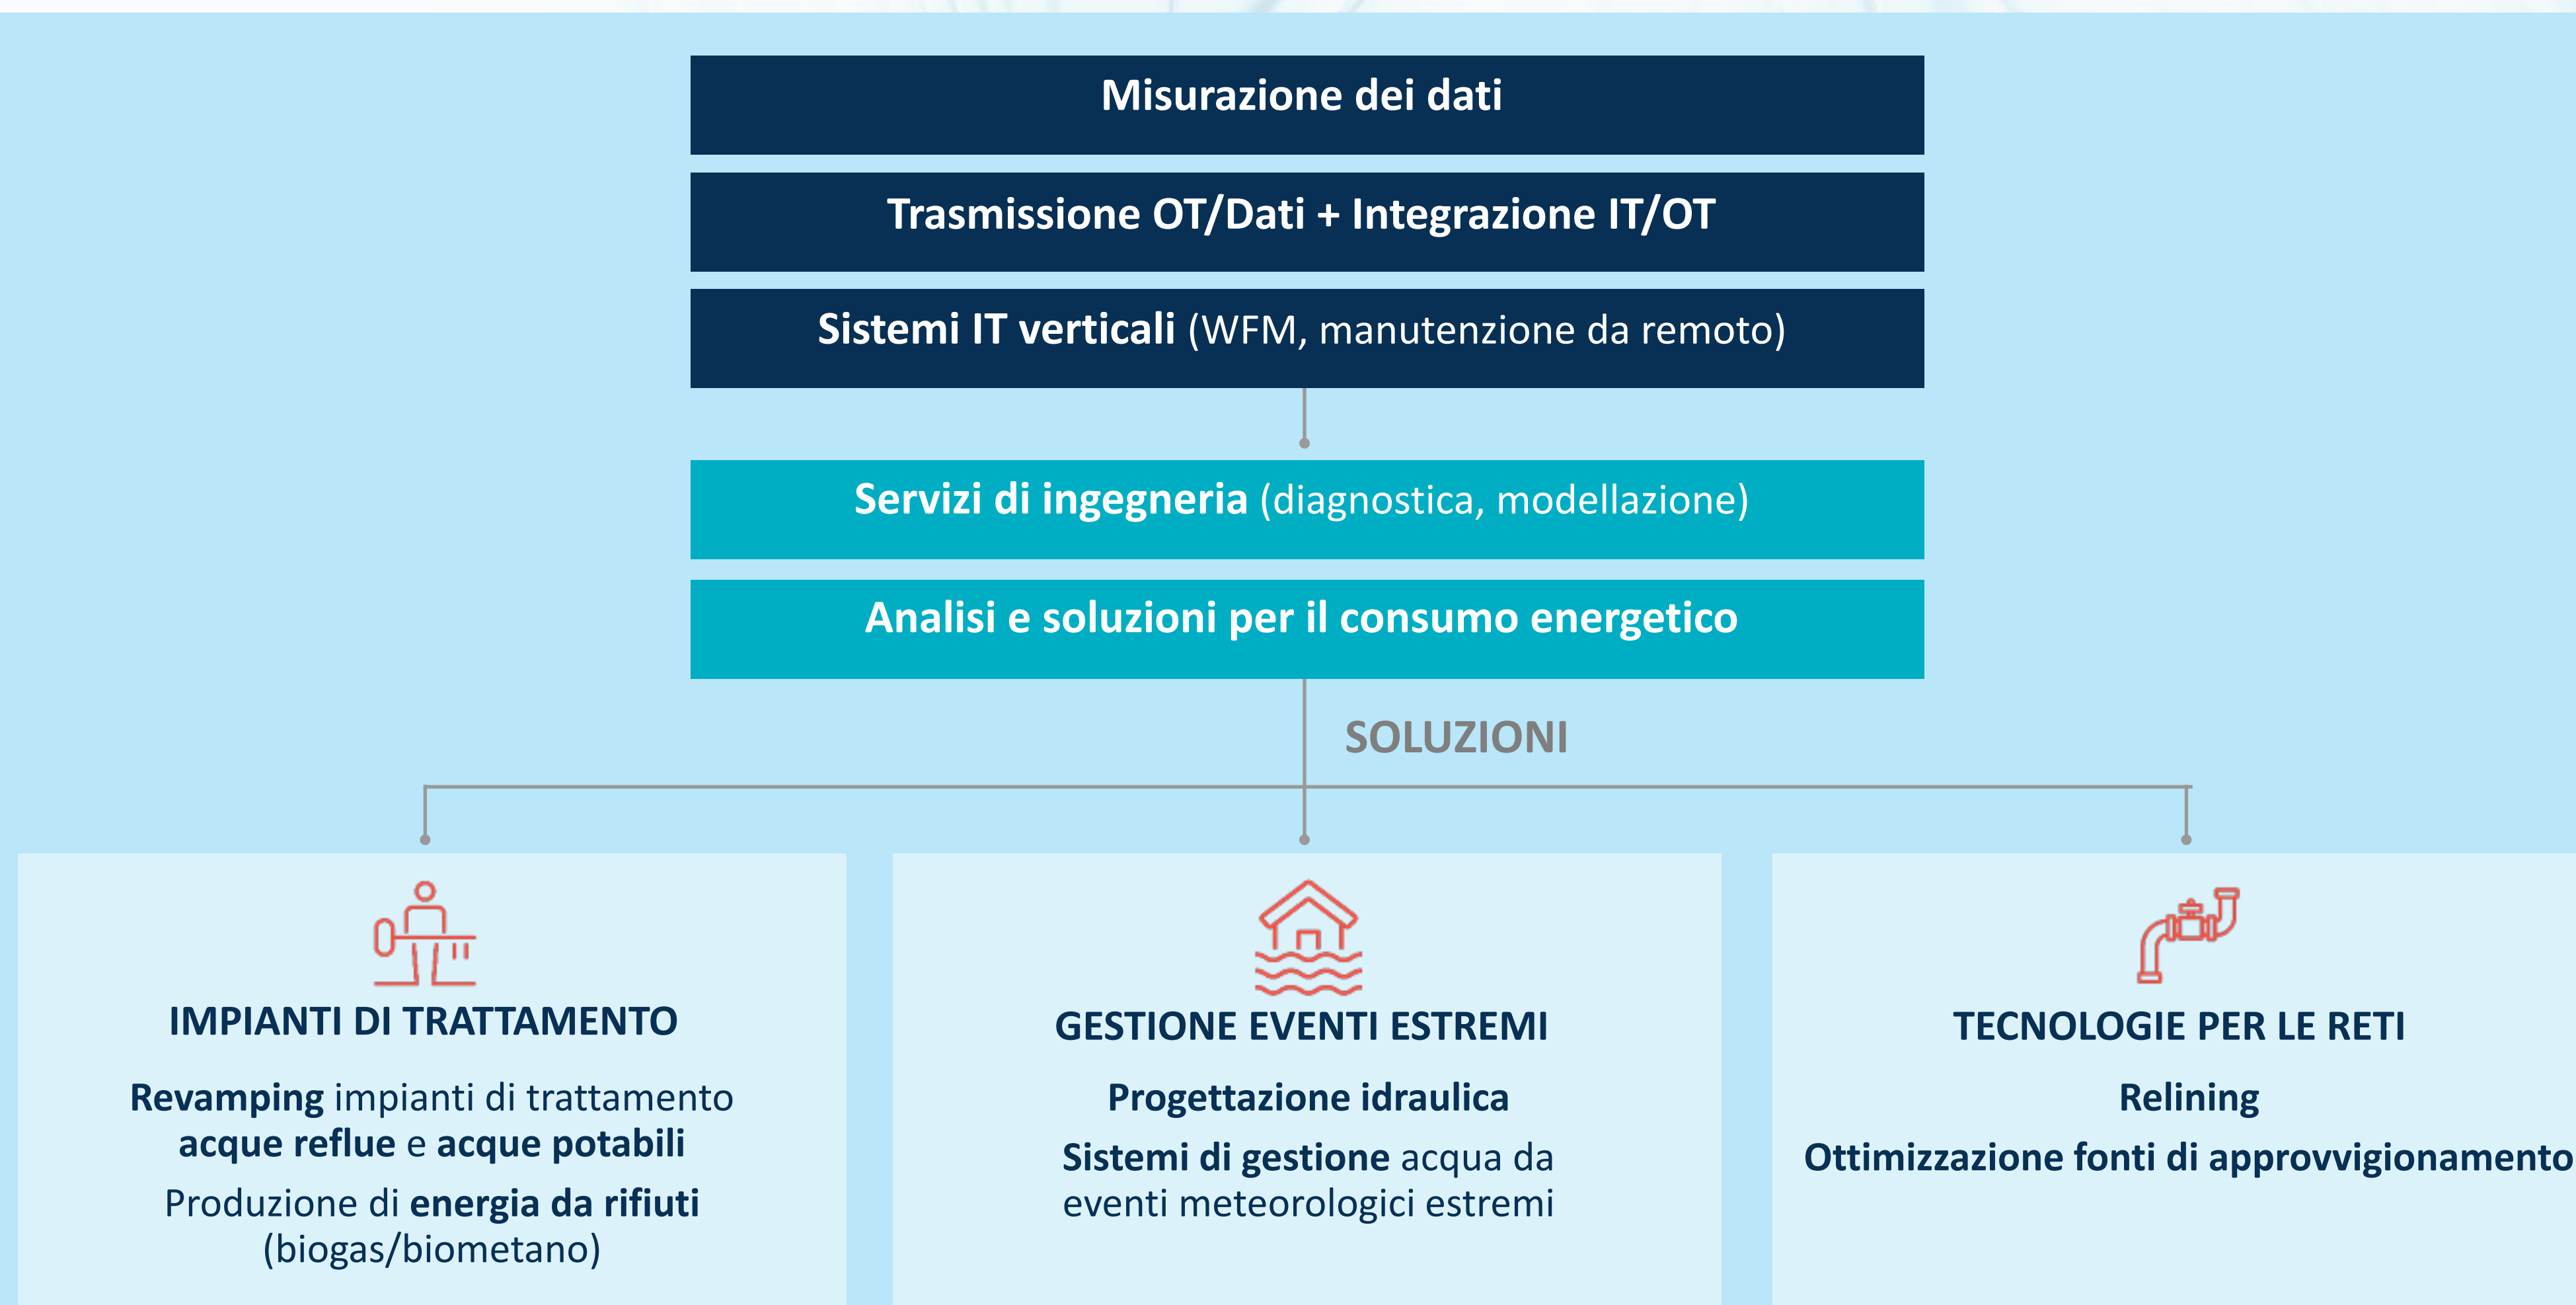 Misurazione dei dati
Trasmissione OT/Dati + Integrazione IT/OT
Sistemi IT verticali (WFM, manutenzione da remoto)
Servizi di ingegneria (diagnostica, modellazione)
Analisi e soluzioni per il consumo energetico
SOLUZIONI
IMPIANTI DI TRATTAMENTO
Revamping impianti di trattamento
acque reflue e acque potabili
Produzione di energia da rifiuti
(biogas/biometano)
GESTIONE EVENTI ESTREMI
Progettazione idraulica
Sistemi di gestione acqua da
eventi meteorologici estremi
TECNOLOGIE PER LE RETI
Relining
Ottimizzazione fonti di approvvigionamento